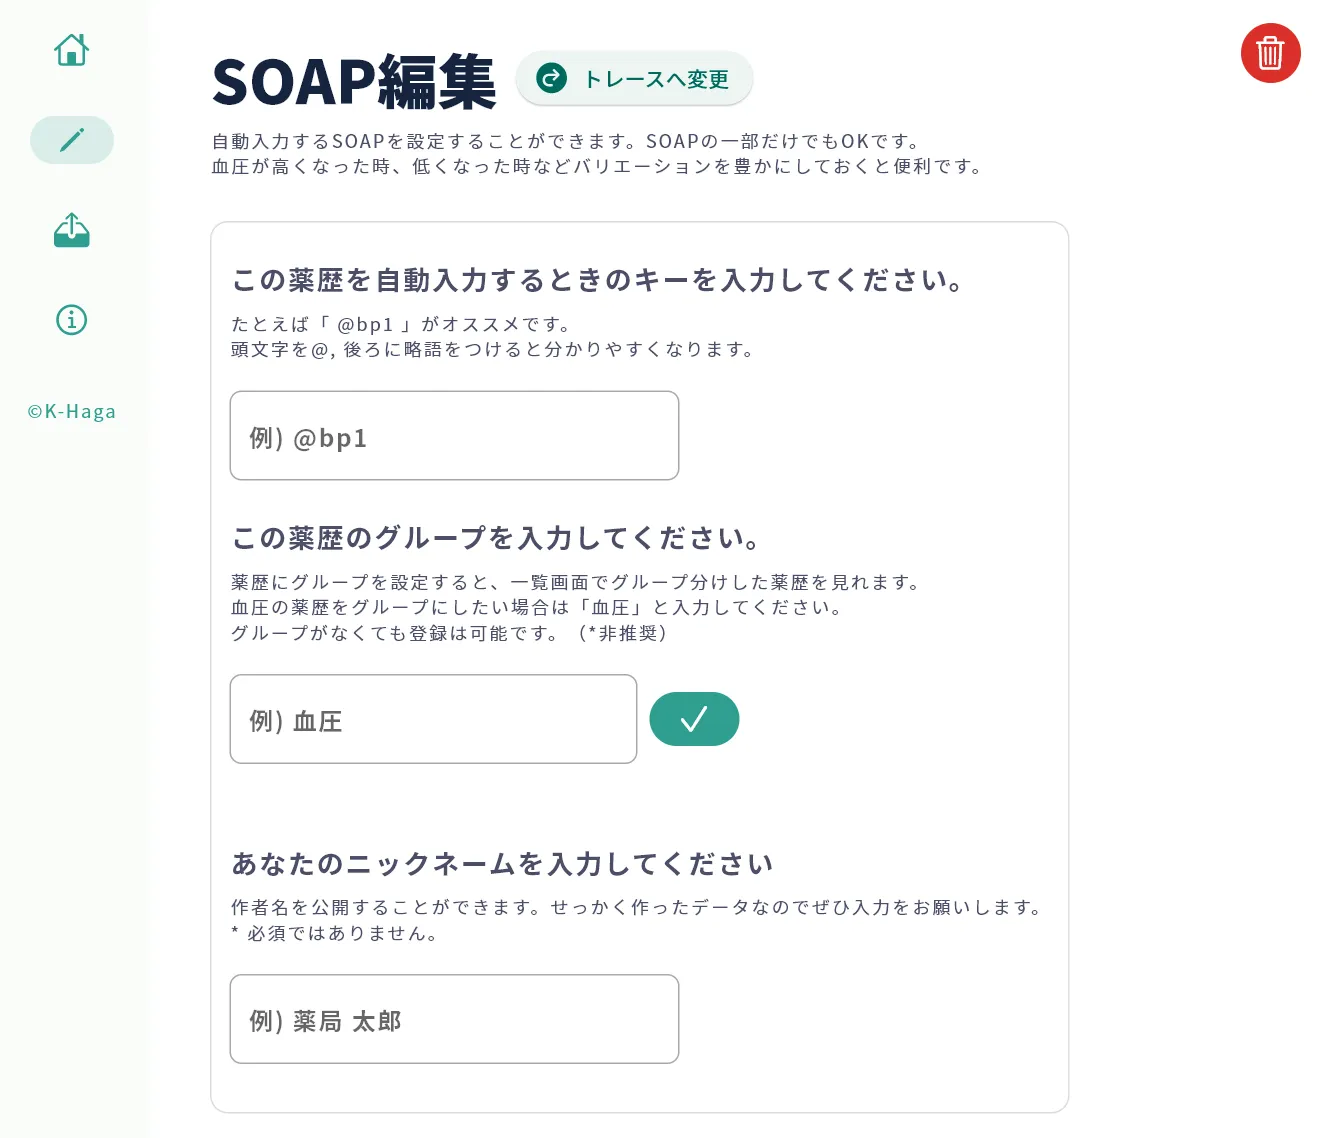 SOAP編集
トレースへ変更
自動入力するSOAPを設定することができます。SOAPの一部だけでもOKです。
血圧が高くなった時、低くなった時などバリエーションを豊かにしておくと便利です。
©K-Haga
この薬歴を自動入力するときのキーを入力してください。
たとえば「 @bp1 」がオススメです。
頭文字を@, 後ろに略語をつけると分かりやすくなります。
例) @bp1
この薬歴のグループを入力してください。
薬歴にグループを設定すると、一覧画面でグループ分けした薬歴を見れます。
血圧の薬歴をグループにしたい場合は「血圧」と入力してください。
グループがなくても登録は可能です。（*非推奨）
例) 血圧
あなたのニックネームを入力してください
作者名を公開することができます。せっかく作ったデータなのでぜひ入力をお願いします。
* 必須ではありません。
例) 薬局 太郎